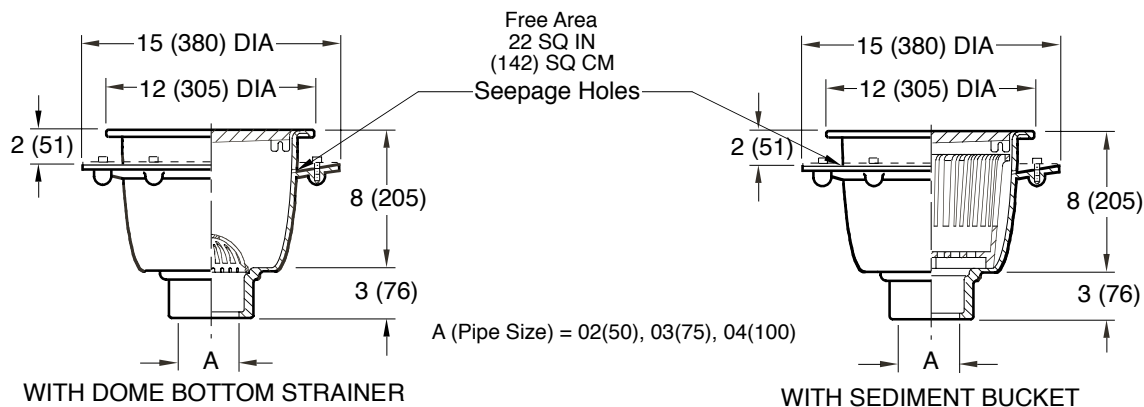 Free Area
22 SQ IN
(142) SQ CM
Seepage Holes
15 (380) DIA
12 (305) DIA
2 (51)
8 (205)
3 (76)
A
WITH DOME BOTTOM STRAINER
A (Pipe Size) = 02(50), 03(75), 04(100)
15 (380) DIA
12 (305) DIA
2 (51)
8 (205)
3 (76)
A
WITH SEDIMENT BUCKET